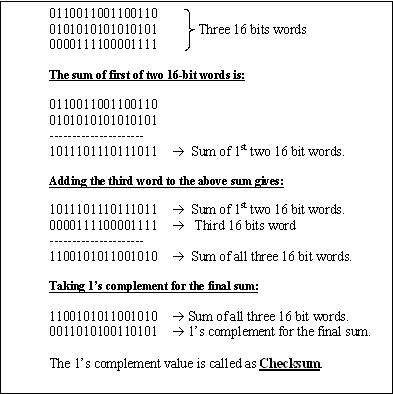 0110011001100110
0101010101010101 Three 16 bits words
0000111100001111
The sum of first of two 16-bit words is:
0110011001100110
0101010101010101
---------------------
1011101110111011 → Sum of 1st two 16 bit words.
Adding the third word to the above sum gives:
1011101110111011 → Sum of 1st two 16 bit words.
0000111100001111 → Third 16 bits word
---------------------
1100101011001010 → Sum of all three 16 bit words.
Taking 1's complement for the final sum:
1100101011001010 → Sum of all three 16 bit words.
0011010100110101 → 1's complement for the final sum.
The 1's complement value is called as Checksum.